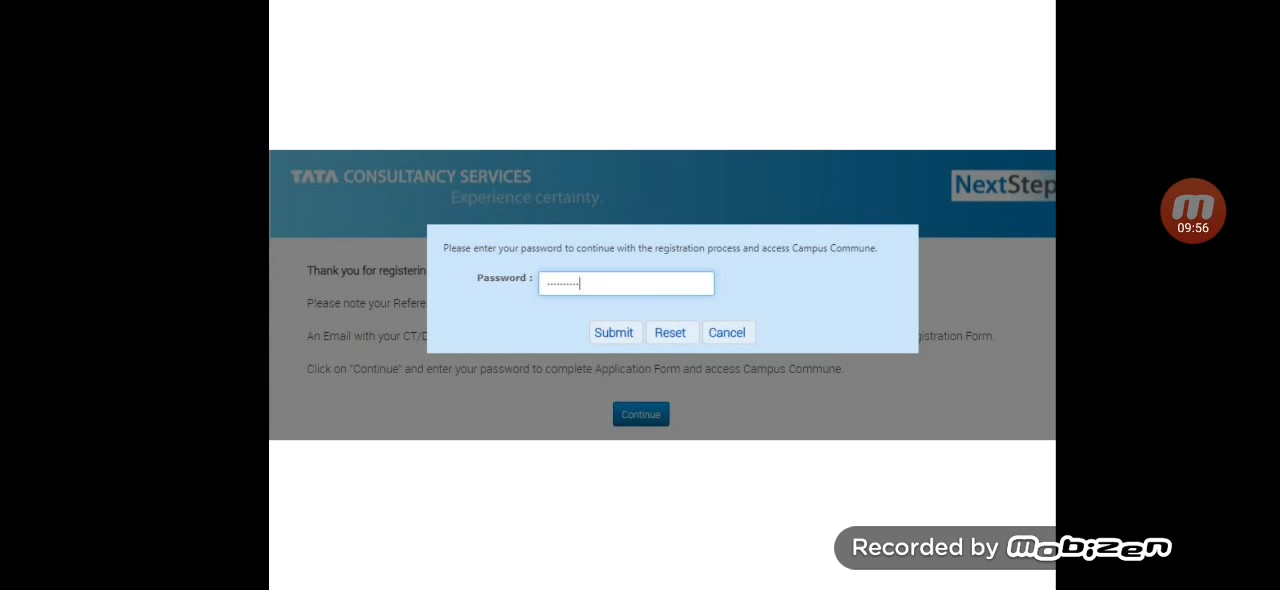 TATA CONSULTANCY SERVICES
Experience certainty.
NextStep
Please enter your password to continue with the registration process and access Campus Commune.
Password :
Submit Reset Cancel
Thank you for registerin
Please note your Refere
An Email with your CT/D gistration Form.
Click on "Continue" and enter your password to complete Application Form and access Campus Commune.
Continue
09:56
Recorded by mobizen